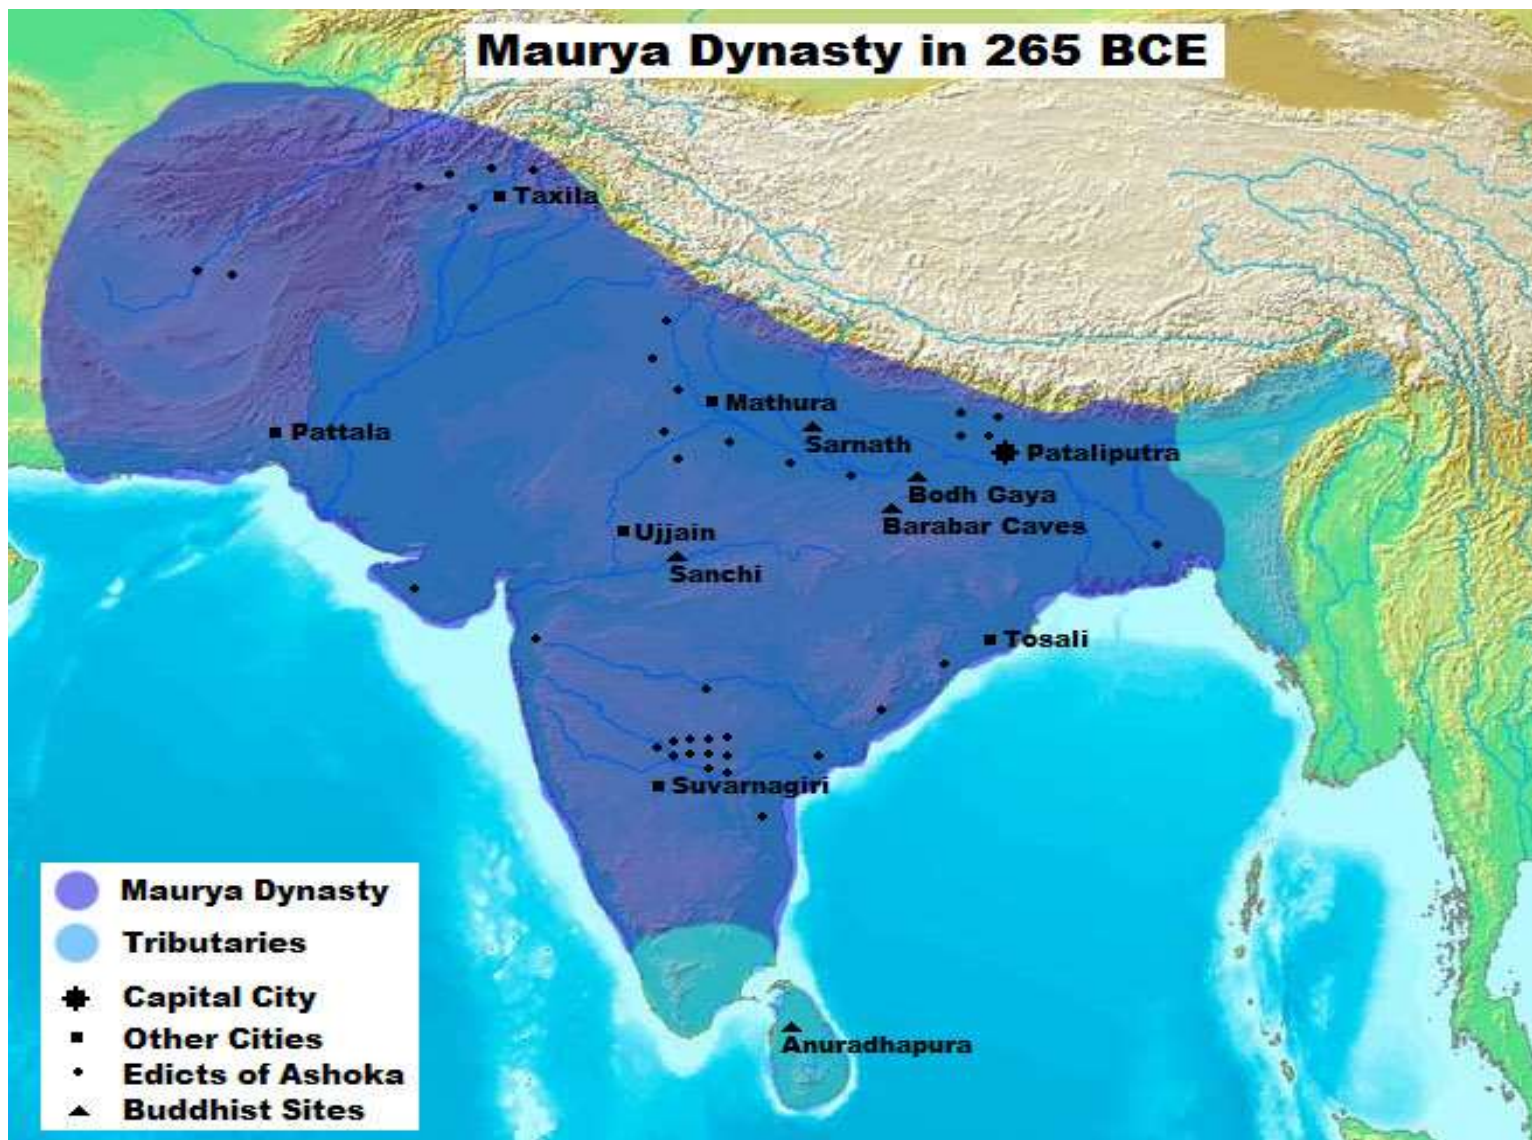 Maurya Dynasty in 265 BCE
Taxila
Mathura
Pattala
Sarnath
Pataliputra
Bodh Gaya
Barabar Caves
Ujjain
Sanchi
Tosali
Suvarnagiri
Anuradhapura
Maurya Dynasty
Tributaries
Capital City
Other Cities
Edicts of Ashoka
Buddhist Sites